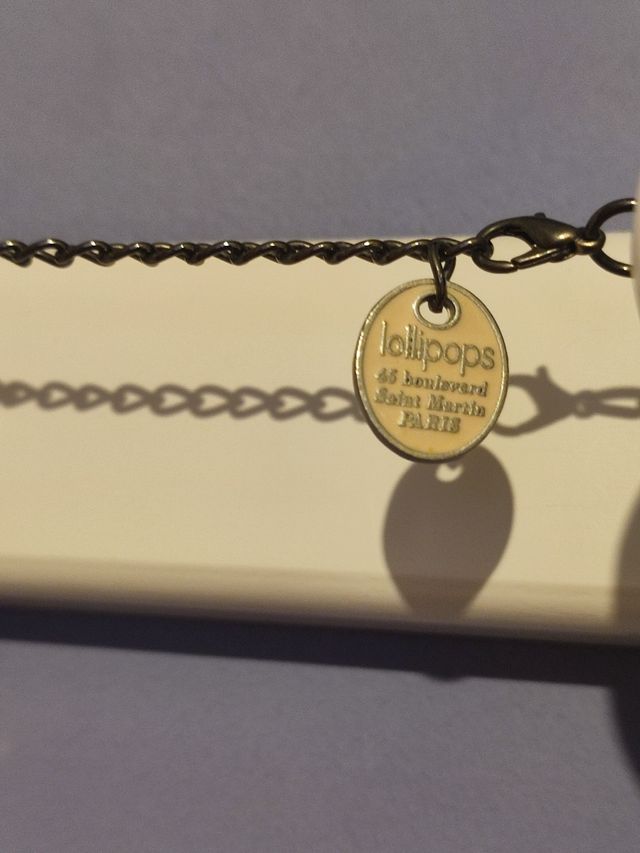 lollipops
45 boulevard
Saint Martin
PARIS